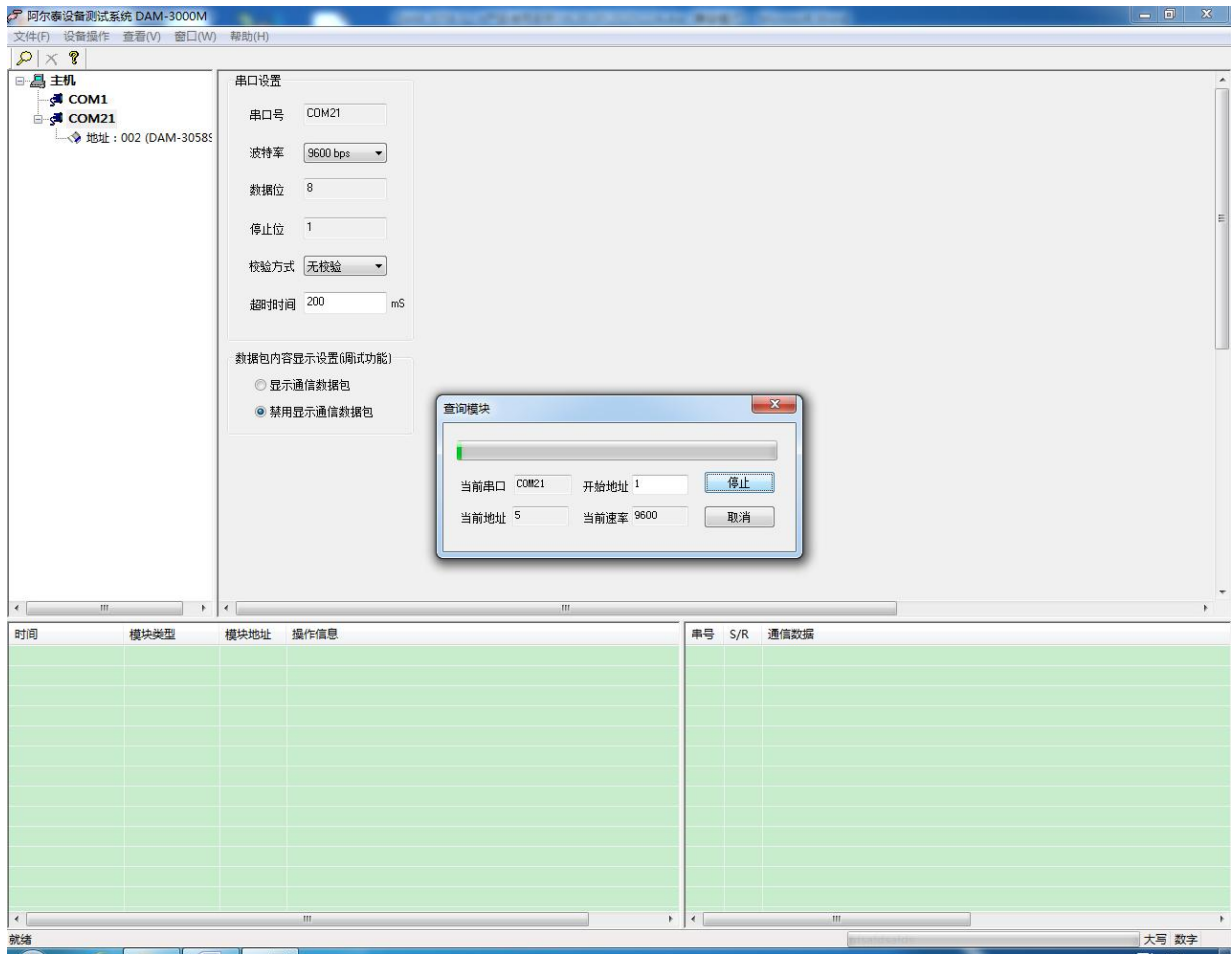 阿尔泰设备测试系统 DAM-3000M
文件(F) 设备操作 查看(V) 窗口(W) 帮助(H)
主机
COM1
COM21
地址：002 (DAM-3058S
串口设置
串口号 COM21
波特率 9600 bps
数据位 8
停止位 1
校验方式 无校验
超时时间 200 mS
数据包内容显示设置(调试功能)
显示通信数据包
禁用显示通信数据包
查询模块
当前串口 COM21 开始地址 1 停止
当前地址 5 当前速率 9600 取消
时间 模块类型 模块地址 操作信息
串号 S/R 通信数据
就绪 大写 数字